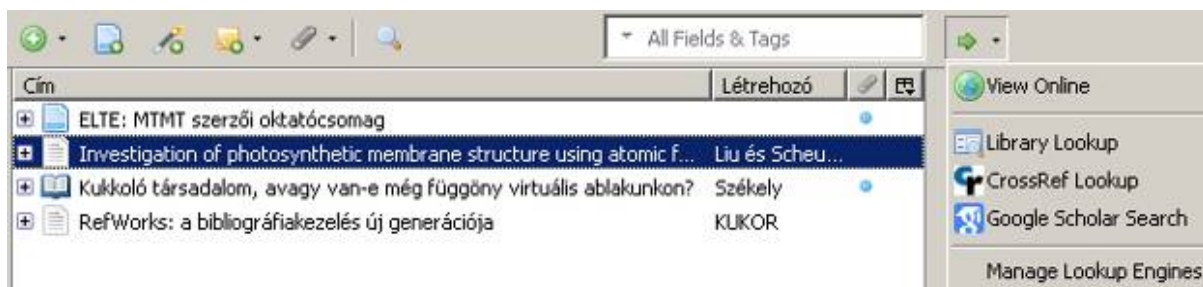 All Fields & Tags
Cím Létrehozó
ELTE: MTMT szerzői oktatócsomag
Investigation of photosynthetic membrane structure using atomic f... Liu és Scheu...
Kukkoló társadalom, avagy van-e még függöny virtuális ablakunkon? Székely
RefWorks: a bibliográfiakezelés új generációja KUKOR
View Online
Library Lookup
CrossRef Lookup
Google Scholar Search
Manage Lookup Engines